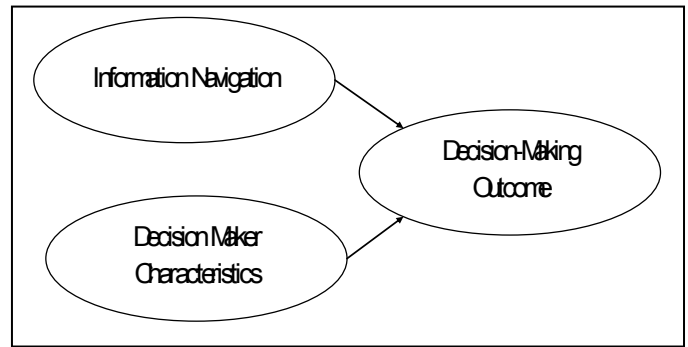 Information Navigation
Decision-Making
Outcome
Decision Maker
Characteristics